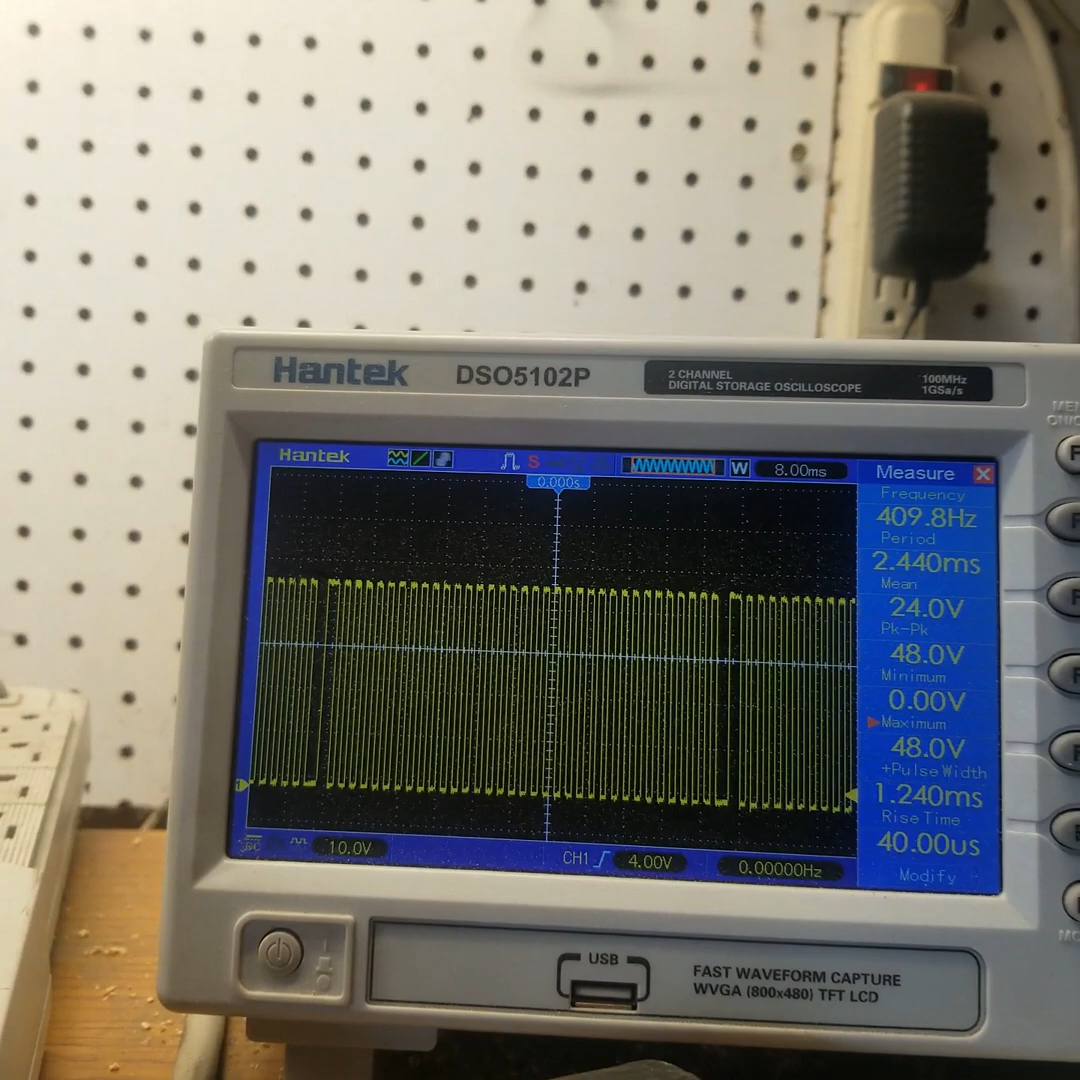 Hantek DSO5102P
2 CHANNEL
DIGITAL STORAGE OSCILLOSCOPE
100MHz
1GSa/s
Hantek S W 8.00ms
0.000s
Measure
Frequency
409.8Hz
Period
2.440ms
Mean
24.0V
Pk-Pk
48.0V
Minimum
0.00V
Maximum
48.0V
+Pulse Width
1.240ms
Rise Time
40.00us
Modify
10.0V CH1 4.00V 0.00000Hz
USB
FAST WAVEFORM CAPTURE
WVGA (800x480) TFT LCD